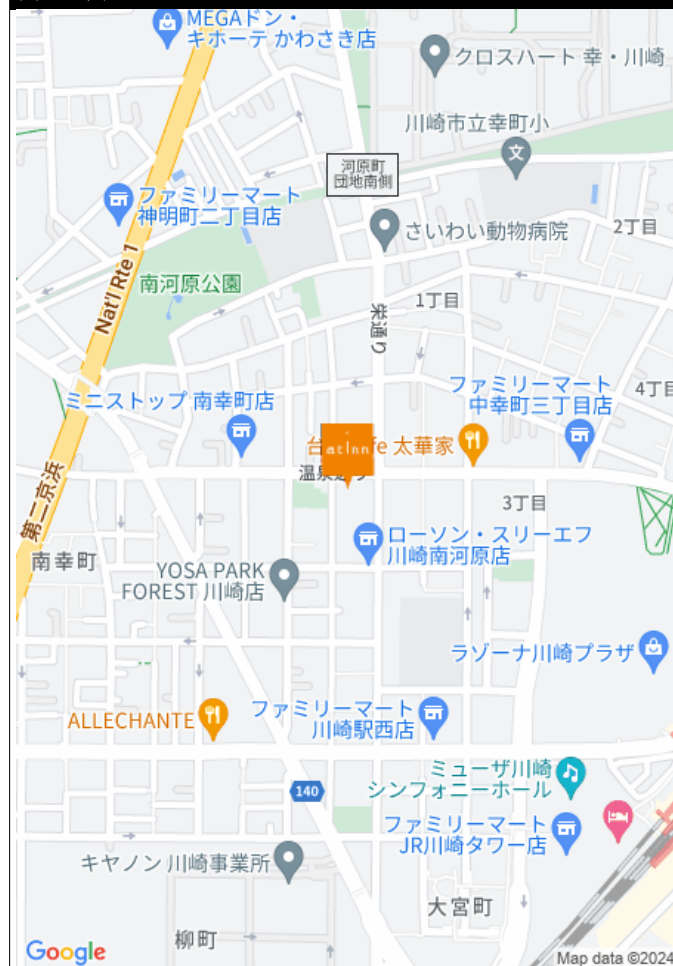 MEGAドン・
キホーテ かわさき店
クロスハート 幸・川崎
川崎市立幸町小
文
河原町
団地南側
ファミリーマート
神明町二丁目店
さいわい動物病院
2丁目
Nat'l Rte 1
南河原公園
1丁目
栄通り
ファミリーマート
中幸町三丁目店
4丁目
ミニストップ 南幸町店
at inn
fe 太華家
温泉通り
3丁目
第二京浜
ローソン・スリーエフ
川崎南河原店
南幸町
YOSA PARK
FOREST 川崎店
ラゾーナ川崎プラザ
ALLECHANTE
ファミリーマート
川崎駅西店
ミューザ川崎
シンフォニーホール
140
ファミリーマート
JR川崎タワー店
キヤノン 川崎事業所
大宮町
柳町
Google
Map data ©2024